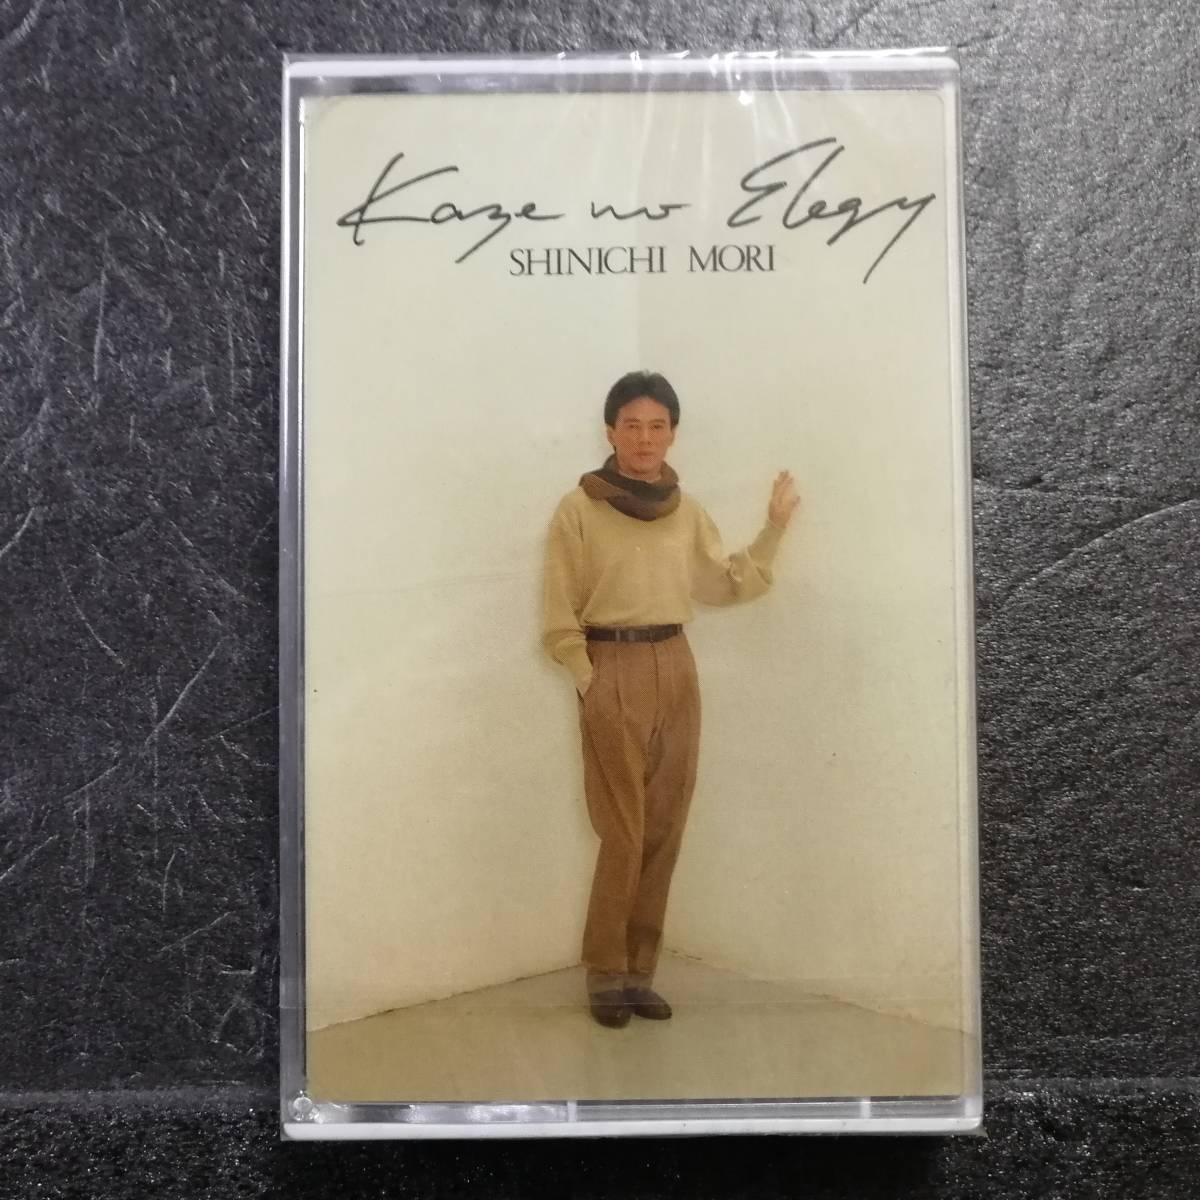 Kaze no Elegy
SHINICHI MORI